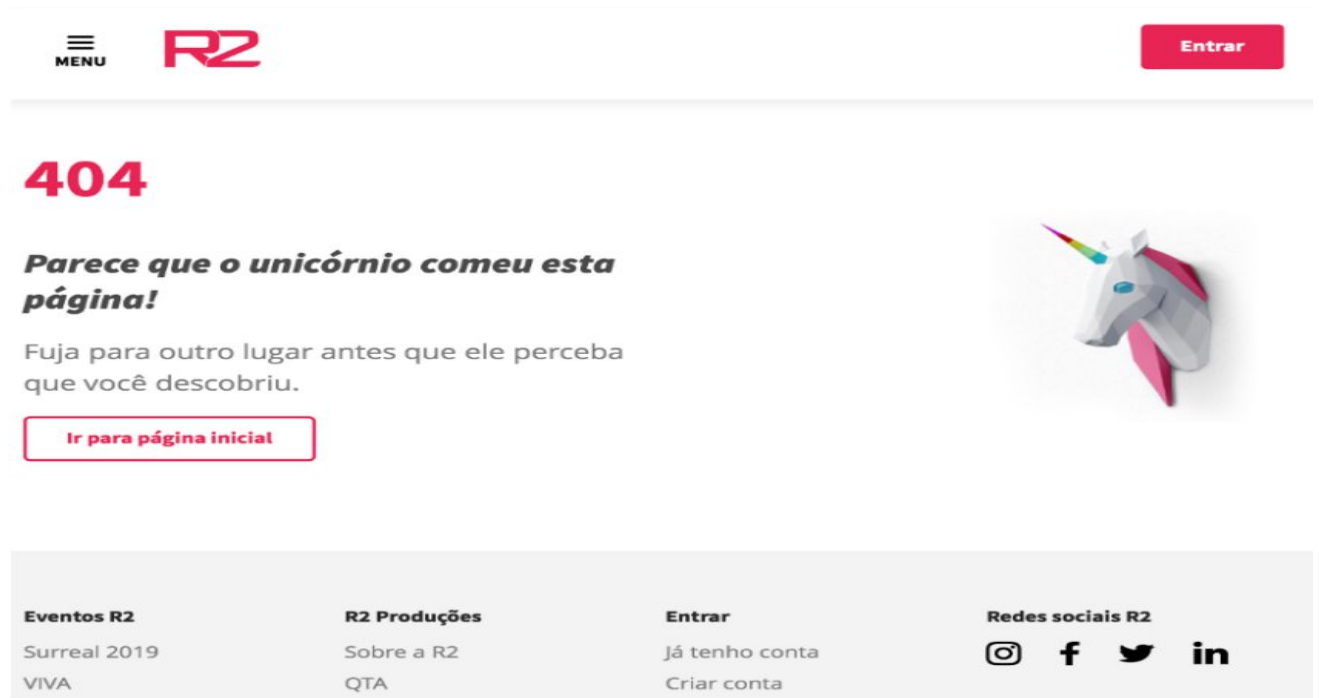 MENU
R2
Entrar
404
Parece que o unicórnio comeu esta
página!
Fuja para outro lugar antes que ele perceba
que você descobriu.
Ir para página inicial
Eventos R2
Surreal 2019
VIVA
R2 Produções
Sobre a R2
QTA
Entrar
Já tenho conta
Criar conta
Redes sociais R2